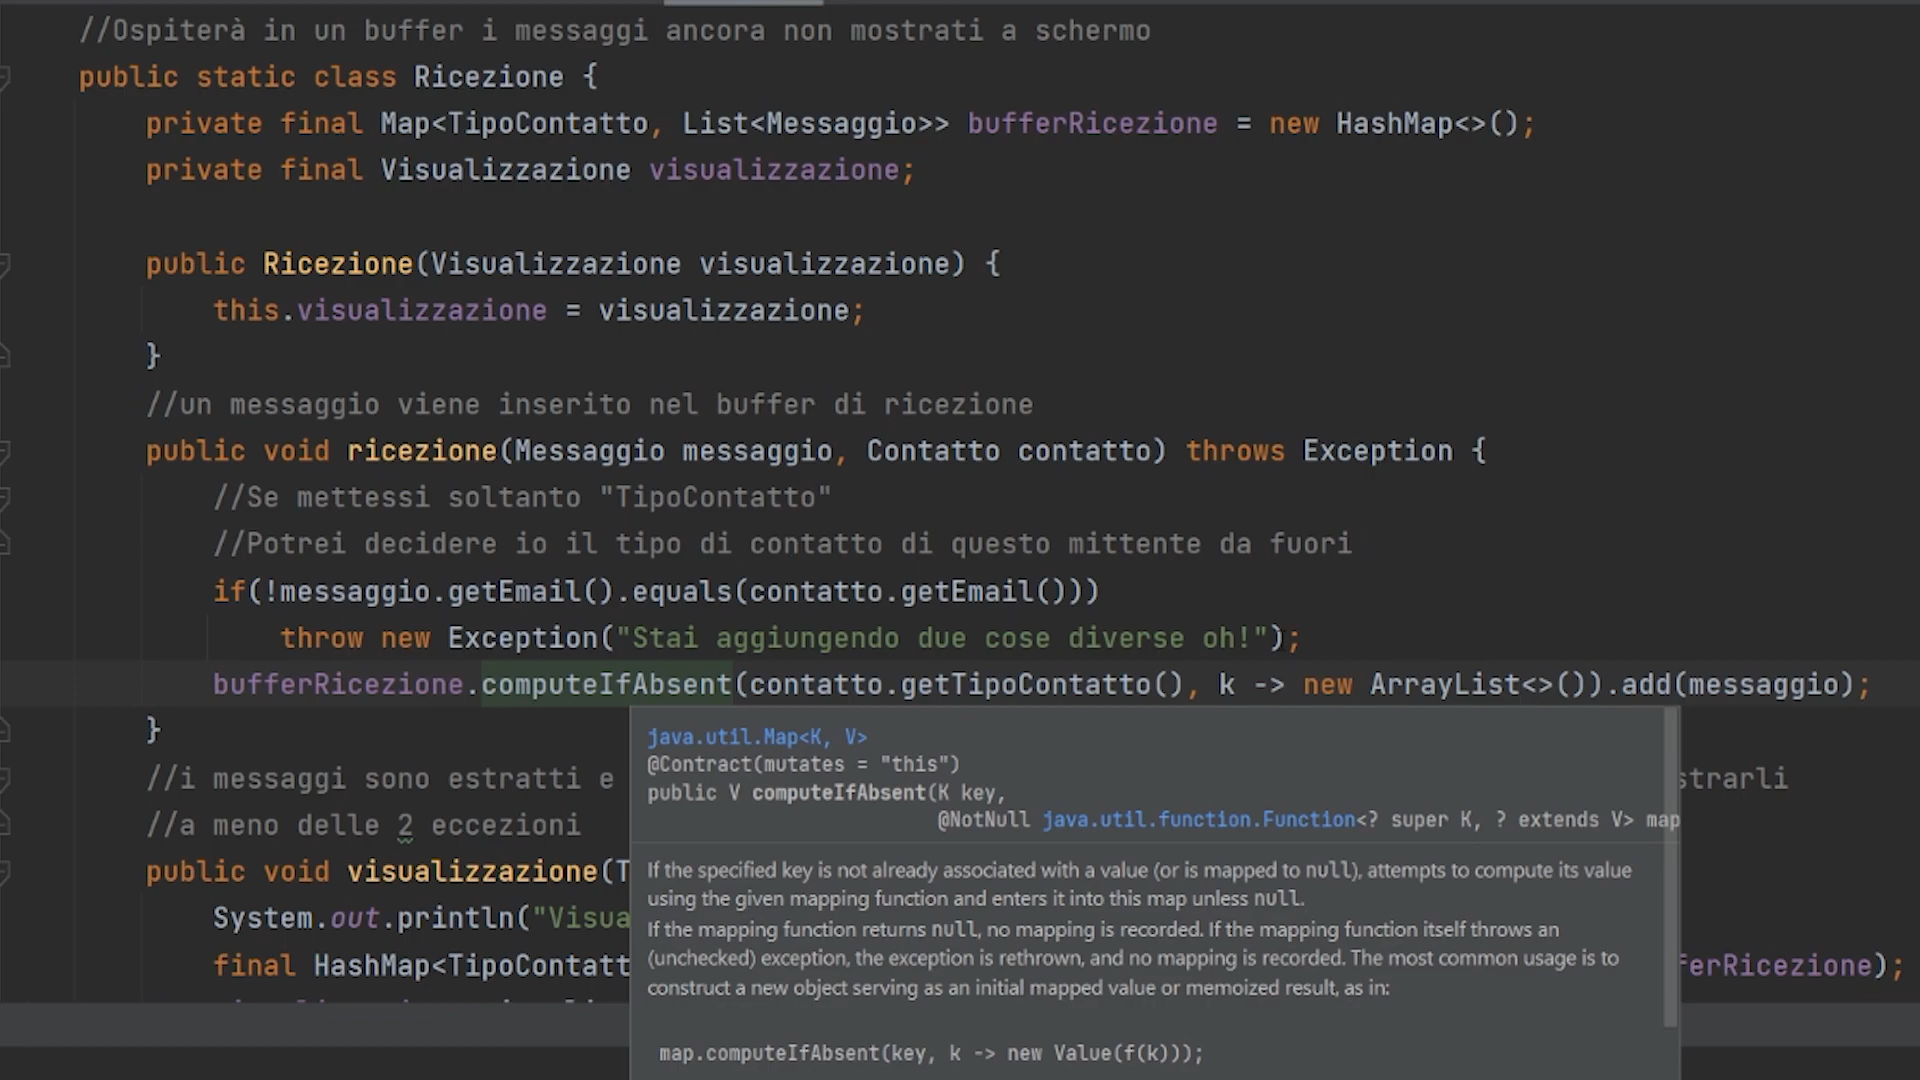 //Ospiterà in un buffer i messaggi ancora non mostrati a schermo
public static class Ricezione {
private final Map<TipoContatto, List<Messaggio>> bufferRicezione = new HashMap<>();
private final Visualizzazione visualizzazione;
public Ricezione(Visualizzazione visualizzazione) {
this.visualizzazione = visualizzazione;
}
//un messaggio viene inserito nel buffer di ricezione
public void ricezione(Messaggio messaggio, Contatto contatto) throws Exception {
//Se mettessi soltanto "TipoContatto"
//Potrei decidere io il tipo di contatto di questo mittente da fuori
if(!messaggio.getEmail().equals(contatto.getEmail()))
throw new Exception("Stai aggiungendo due cose diverse oh!");
bufferRicezione.computeIfAbsent(contatto.getTipoContatto(), k -> new ArrayList<>()).add(messaggio);
}
//i messaggi sono estratti e strarli
//a meno delle 2 eccezioni
public void visualizzazione(T
System.out.println("Visua
final HashMap<TipoContatt ferRicezione);
java.util.Map<K, V>
@Contract(mutates = "this")
public V computeIfAbsent(K key,
@NotNull java.util.function.Function<? super K, ? extends V> map
If the specified key is not already associated with a value (or is mapped to null), attempts to compute its value
using the given mapping function and enters it into this map unless null.
If the mapping function returns null, no mapping is recorded. If the mapping function itself throws an
(unchecked) exception, the exception is rethrown, and no mapping is recorded. The most common usage is to
construct a new object serving as an initial mapped value or memoized result, as in:
map.computeIfAbsent(key, k -> new Value(f(k)));